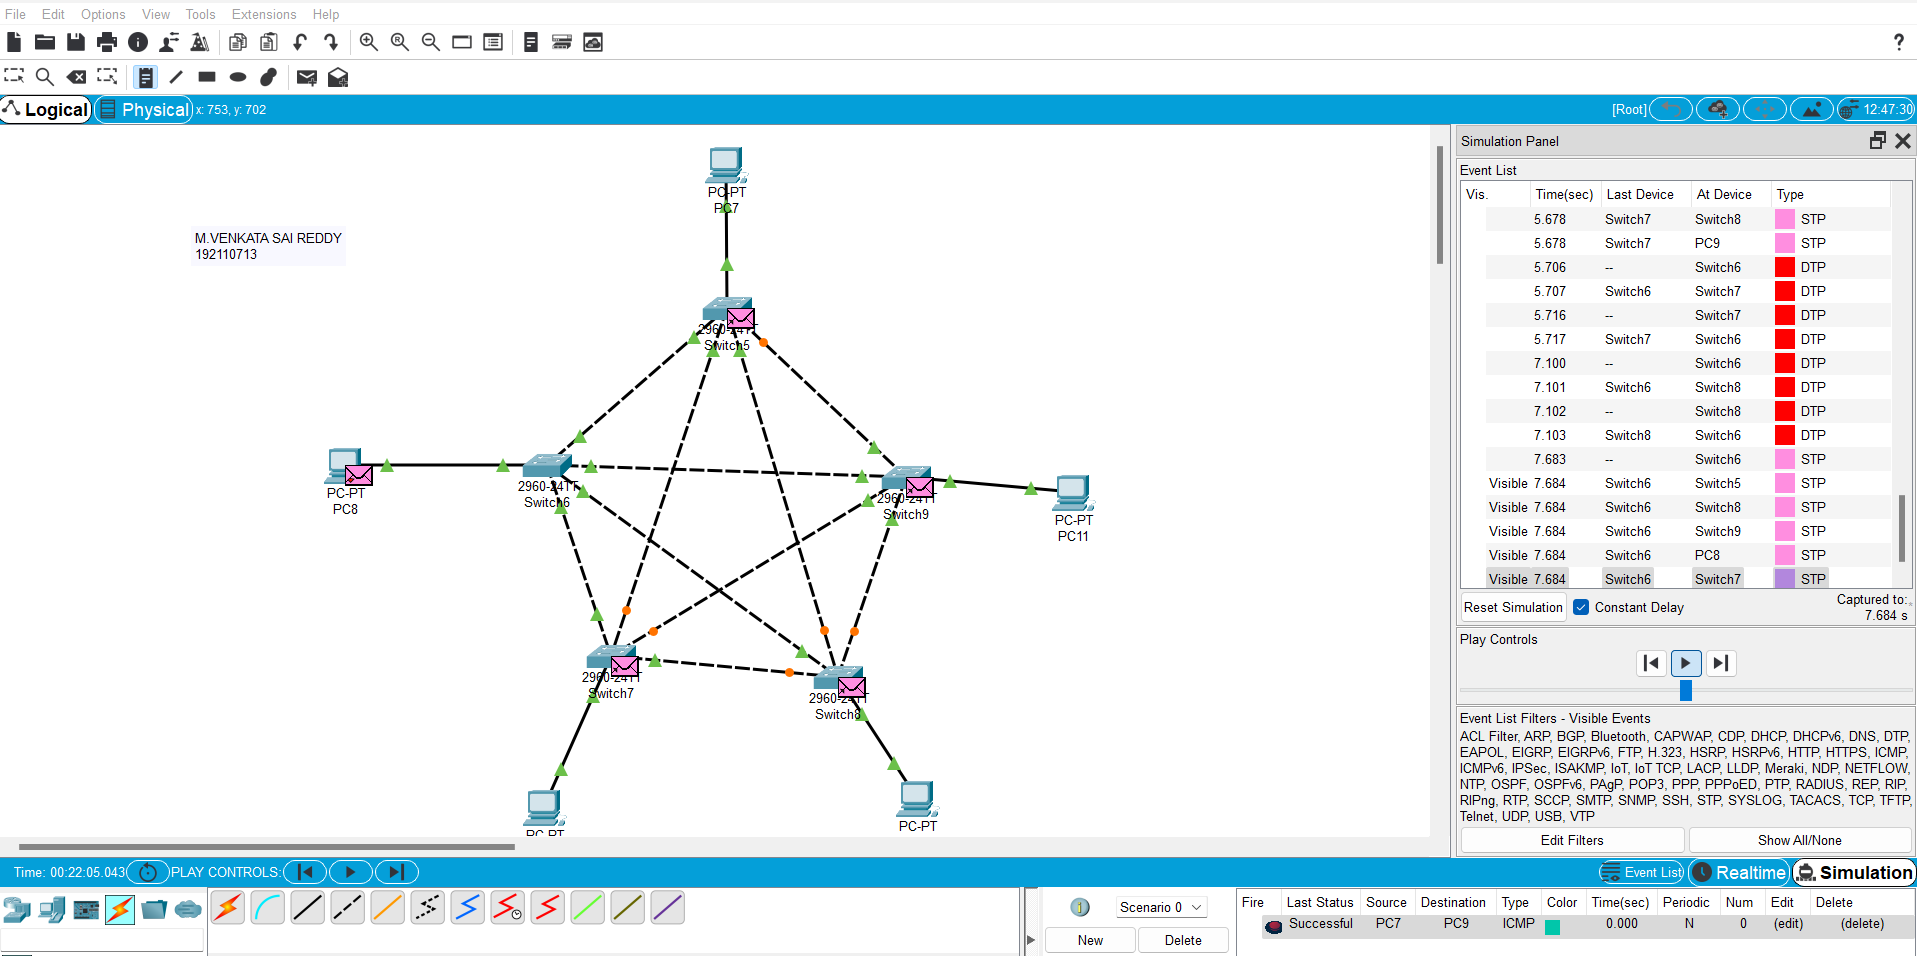 File Edit Options View Tools Extensions Help
?
Logical Physical x: 753, y: 702 [Root] 12:47:30
M.VENKATA SAI REDDY
192110713
PC-PT
PC7
2960-24TT
Switch5
PC-PT
PC8
2960-24TT
Switch6
2960-24TT
Switch9
PC-PT
PC11
2960-24TT
Switch7
2960-24TT
Switch8
PC-PT
PC-PT
Simulation Panel
Event List
Vis. Time(sec) Last Device At Device Type
5.678 Switch7 Switch8 STP
5.678 Switch7 PC9 STP
5.706 -- Switch6 DTP
5.707 Switch6 Switch7 DTP
5.716 -- Switch7 DTP
5.717 Switch7 Switch6 DTP
7.100 -- Switch6 DTP
7.101 Switch6 Switch8 DTP
7.102 -- Switch8 DTP
7.103 Switch8 Switch6 DTP
7.683 -- Switch6 STP
Visible 7.684 Switch6 Switch5 STP
Visible 7.684 Switch6 Switch8 STP
Visible 7.684 Switch6 Switch9 STP
Visible 7.684 Switch6 PC8 STP
Visible 7.684 Switch6 Switch7 STP
Reset Simulation Constant Delay Captured to:
7.684 s
Play Controls
Event List Filters - Visible Events
ACL Filter, ARP, BGP, Bluetooth, CAPWAP, CDP, DHCP, DHCPv6, DNS, DTP,
EAPOL, EIGRP, EIGRPv6, FTP, H.323, HSRP, HSRPv6, HTTP, HTTPS, ICMP,
ICMPv6, IPSec, ISAKMP, IoT, IoT TCP, LACP, LLDP, Meraki, NDP, NETFLOW,
NTP, OSPF, OSPFv6, PAgP, POP3, PPP, PPPoED, PTP, RADIUS, REP, RIP,
RIPng, RTP, SCCP, SMTP, SNMP, SSH, STP, SYSLOG, TACACS, TCP, TFTP,
Telnet, UDP, USB, VTP
Edit Filters Show All/None
Time: 00:22:05.043 PLAY CONTROLS: Event List Realtime Simulation
Scenario 0
New Delete
Fire Last Status Source Destination Type Color Time(sec) Periodic Num Edit Delete
Successful PC7 PC9 ICMP 0.000 N 0 (edit) (delete)